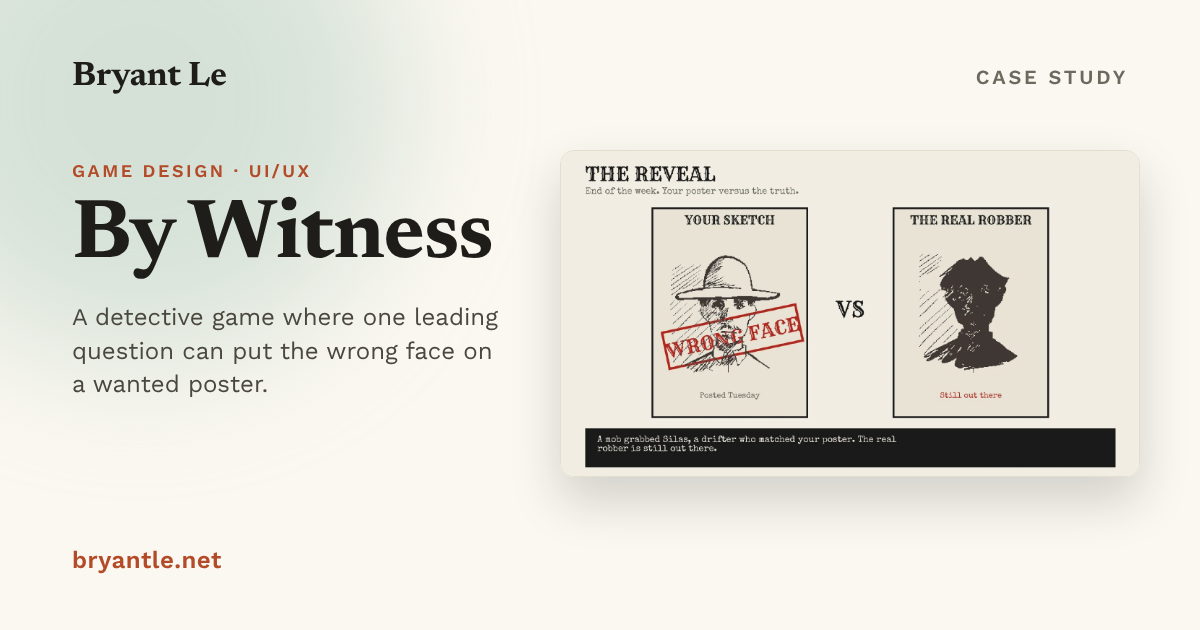 Bryant Le
CASE STUDY
GAME DESIGN · UI/UX
By Witness
A detective game where one leading
question can put the wrong face on
a wanted poster.
THE REVEAL
End of the week. Your poster versus the truth.
YOUR SKETCH
WRONG FACE
Posted Tuesday
VS
THE REAL ROBBER
Still out there
A mob grabbed Silas, a drifter who matched your poster. The real
robber is still out there.
bryantle.net